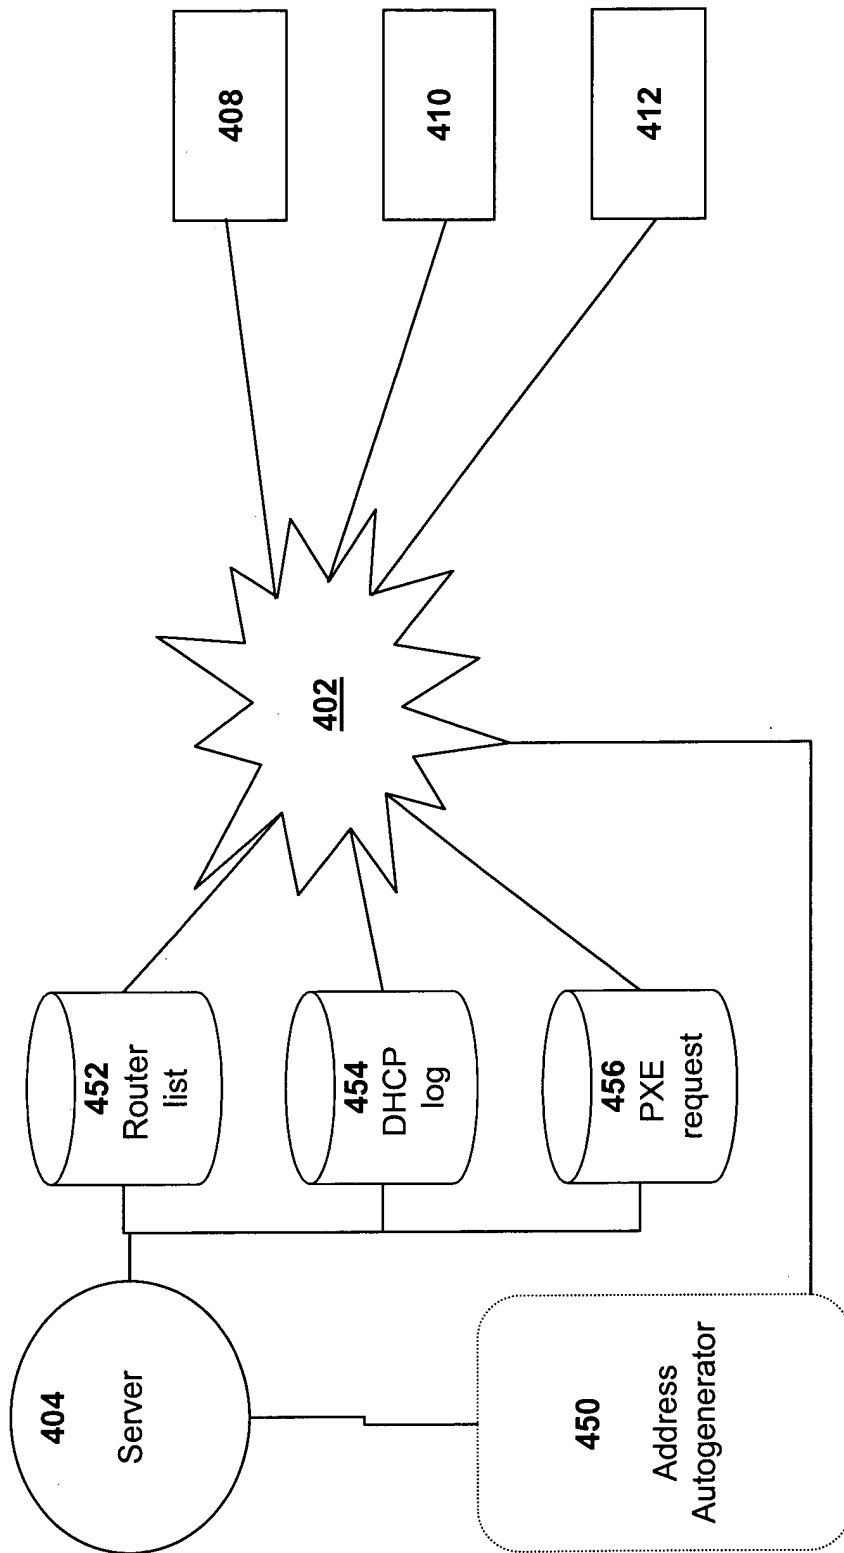 404
Server
452
Router
list
454
DHCP
log
456
PXE
request
450
Address
Autogenerator
402
408
410
412